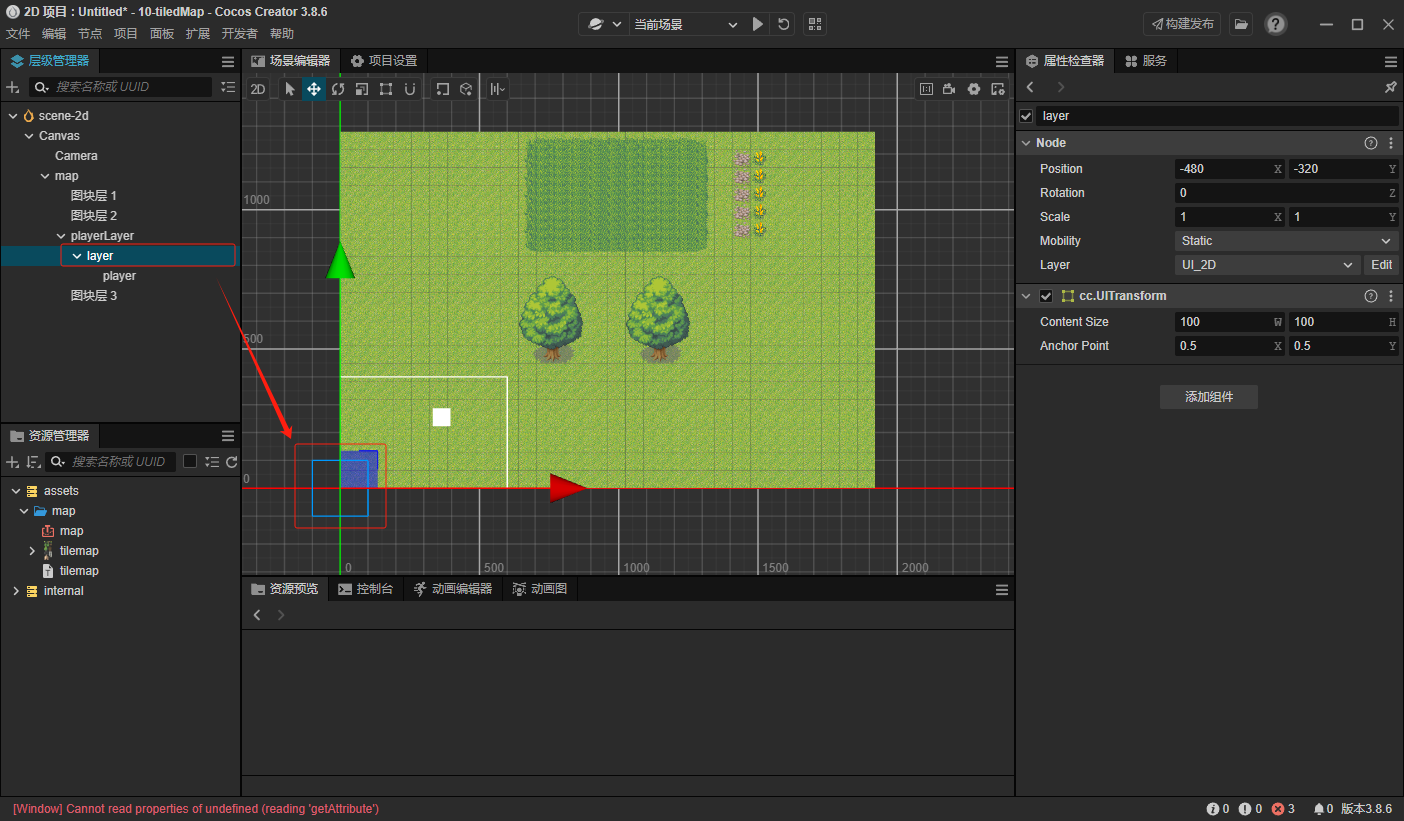 2D 项目 : Untitled* - 10-tiledMap - Cocos Creator 3.8.6
当前场景
构建发布
文件 编辑 节点 项目 面板 扩展 开发者 帮助
层级管理器
搜索名称或 UUID
scene-2d
Canvas
Camera
map
图块层 1
图块层 2
playerLayer
layer
player
图块层 3
资源管理器
搜索名称或 UUID
assets
map
map
tilemap
tilemap
internal
场景编辑器 项目设置
2D
1000
500
0
0 500 1000 1500 2000
资源预览 控制台 动画编辑器 动画图
属性检查器 服务
layer
Node
Position -480 X -320 Y
Rotation 0 Z
Scale 1 X 1 Y
Mobility Static
Layer UI_2D Edit
cc.UITransform
Content Size 100 W 100 H
Anchor Point 0.5 X 0.5 Y
添加组件
[Window] Cannot read properties of undefined (reading 'getAttribute')
0 0 3 0 版本3.8.6